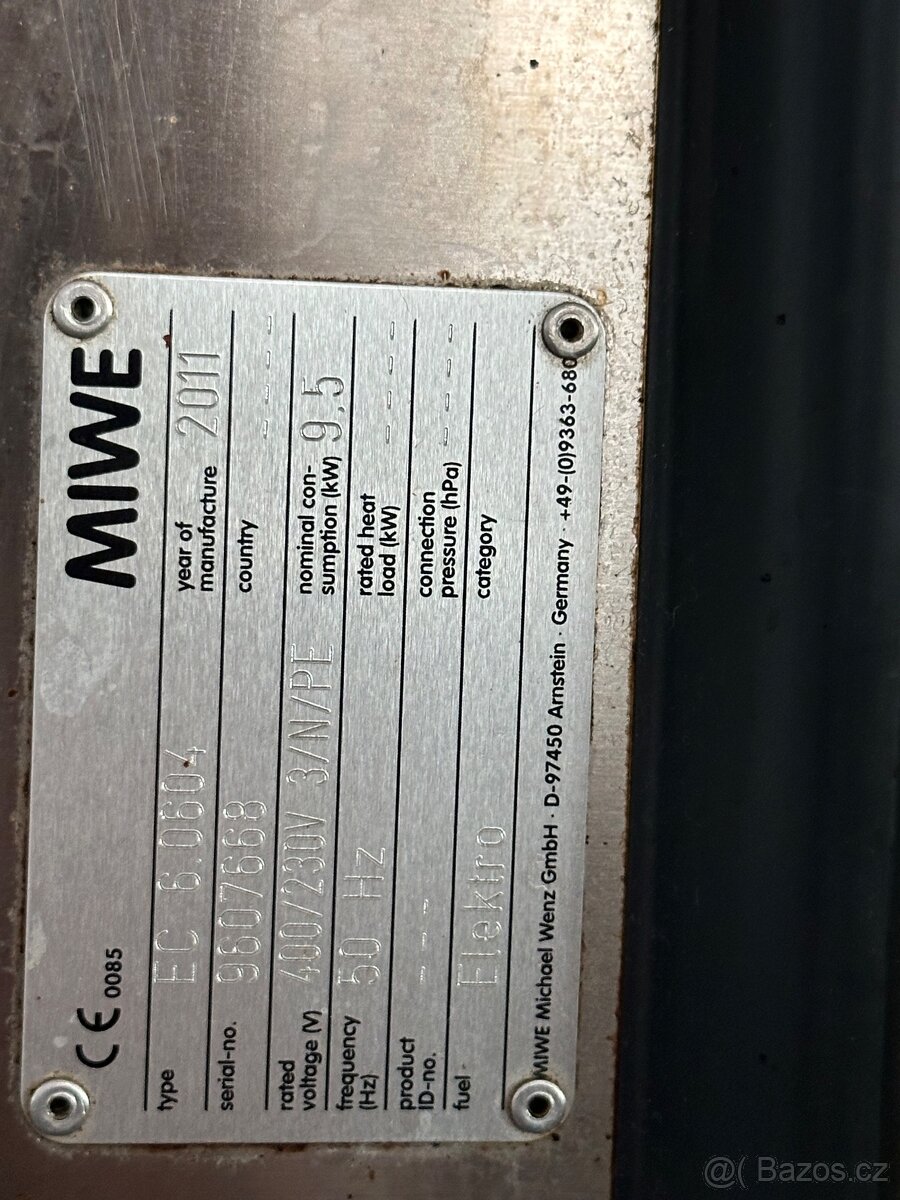 CE 0085 MIWE
type EC 6.0604 year of manufacture 2011
serial-no. 9607668 country ----
rated voltage (V) 400/230V 3/N/PE nominal con-sumption (kW) 9,5
frequency (Hz) 50 Hz rated heat load (kW) ----
product ID-no. --- connection pressure (hPa) ----
fuel Elektro category
MIWE Michael Wenz GmbH · D-97450 Arnstein · Germany · +49-(0)9363-680
@( Bazos.cz